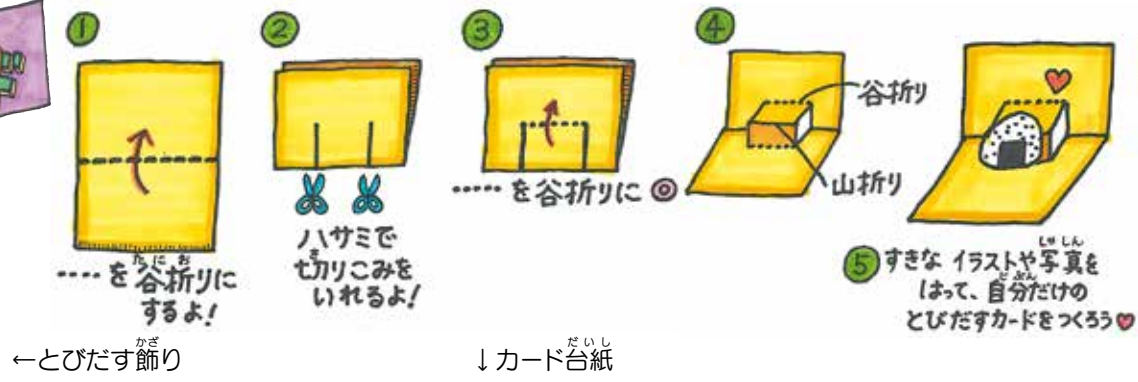 ①
-----を谷折りに
するよ！
②
ハサミで
切りこみを
いれるよ！
③
-----を谷折りに◎
④
谷折り
山折り
⑤すきなイラストや写真を
はって、自分だけの
とびだすカードをつくろう♥
←とびだす飾り
↓カード台紙